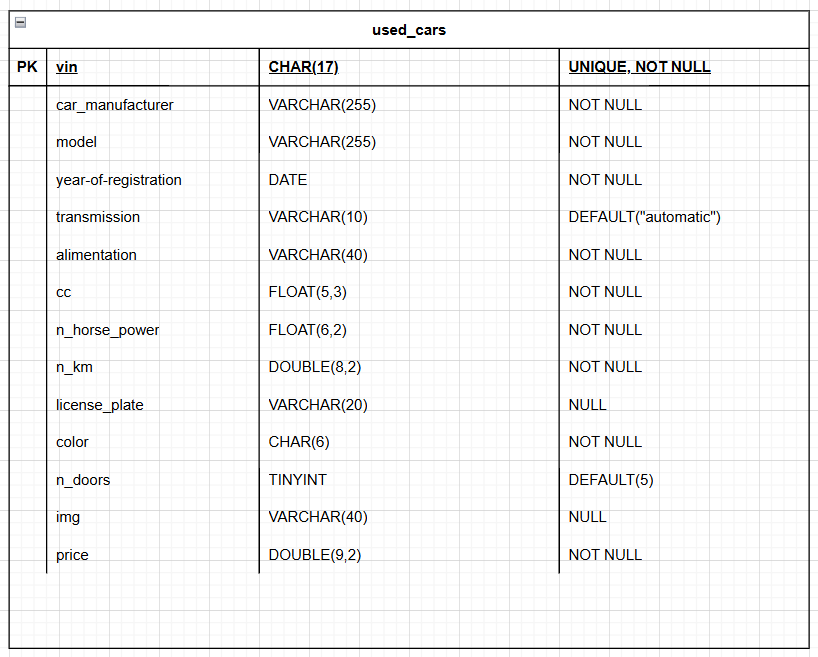 used_cars
PK vin CHAR(17) UNIQUE, NOT NULL
car_manufacturer VARCHAR(255) NOT NULL
model VARCHAR(255) NOT NULL
year-of-registration DATE NOT NULL
transmission VARCHAR(10) DEFAULT("automatic")
alimentation VARCHAR(40) NOT NULL
cc FLOAT(5,3) NOT NULL
n_horse_power FLOAT(6,2) NOT NULL
n_km DOUBLE(8,2) NOT NULL
license_plate VARCHAR(20) NULL
color CHAR(6) NOT NULL
n_doors TINYINT DEFAULT(5)
img VARCHAR(40) NULL
price DOUBLE(9,2) NOT NULL